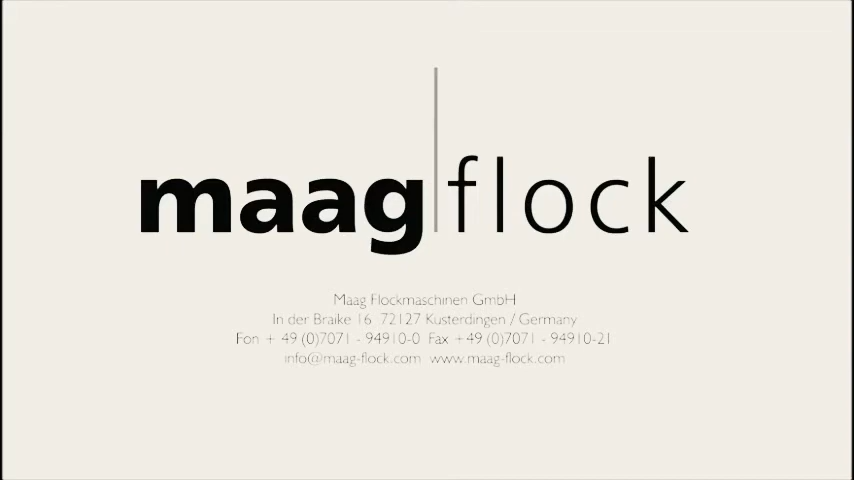 maag flock
Maag Flockmaschinen GmbH
In der Braike 16 72127 Kusterdingen / Germany
Fon + 49 (0)7071 - 94910-0 Fax +49 (0)7071 - 94910-21
info@maag-flock.com www.maag-flock.com